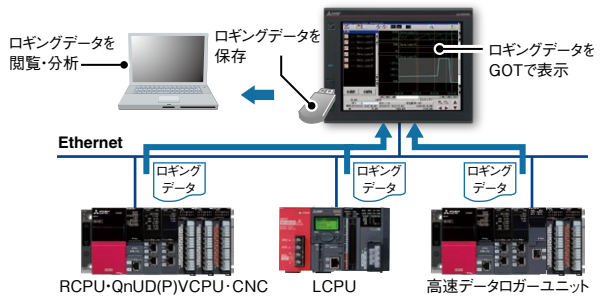 ロギングデータを
閲覧・分析
ロギングデータを
保存
ロギングデータを
GOTで表示
Ethernet
ロギング
データ
ロギング
データ
ロギング
データ
RCPU・QnUD(P)VCPU・CNC
LCPU
高速データロガーユニット